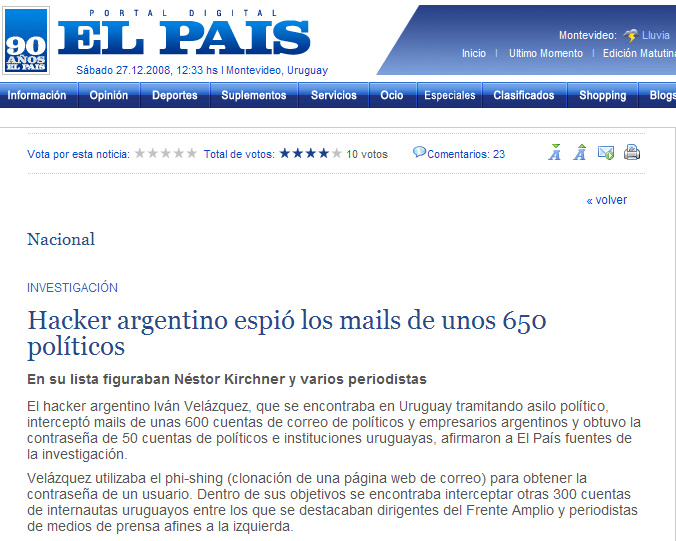 PORTAL DIGITAL
90
AÑOS
EL PAIS
EL PAIS
Sábado 27.12.2008, 12:33 hs l Montevideo, Uruguay
Montevideo: Lluvia
Inicio | Ultimo Momento | Edición Matutina
Información Opinión Deportes Suplementos Servicios Ocio Especiales Clasificados Shopping Blogs
Vota por esta noticia: Total de votos: 10 votos Comentarios: 23
A A
« volver
Nacional
INVESTIGACIÓN
Hacker argentino espió los mails de unos 650
políticos
En su lista figuraban Néstor Kirchner y varios periodistas
El hacker argentino Iván Velázquez, que se encontraba en Uruguay tramitando asilo político,
interceptó mails de unas 600 cuentas de correo de políticos y empresarios argentinos y obtuvo la
contraseña de 50 cuentas de políticos e instituciones uruguayas, afirmaron a El País fuentes de
la investigación.
Velázquez utilizaba el phi-shing (clonación de una página web de correo) para obtener la
contraseña de un usuario. Dentro de sus objetivos se encontraba interceptar otras 300 cuentas
de internautas uruguayos entre los que se destacaban dirigentes del Frente Amplio y periodistas
de medios de prensa afines a la izquierda.